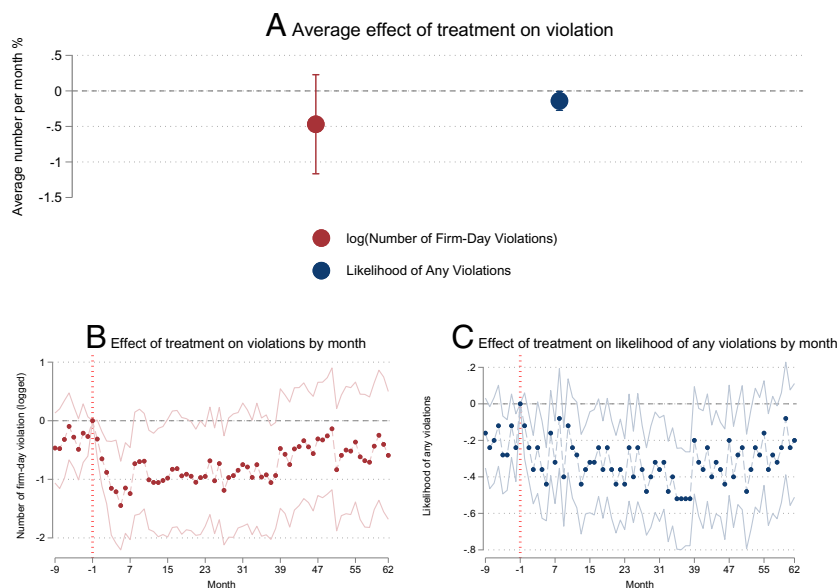 A Average effect of treatment on violation
Average number per month %
.5
0
-.5
-1
-1.5
log(Number of Firm-Day Violations)
Likelihood of Any Violations
B Effect of treatment on violations by month
Number of firm-day violation (logged)
1
0
-1
-2
-9 -1 7 15 23 31 39 47 55 62
Month
C Effect of treatment on likelihood of any violations by month
Likelihood of any violations
.2
0
-.2
-.4
-.6
-.8
-9 -1 7 15 23 31 39 47 55 62
Month